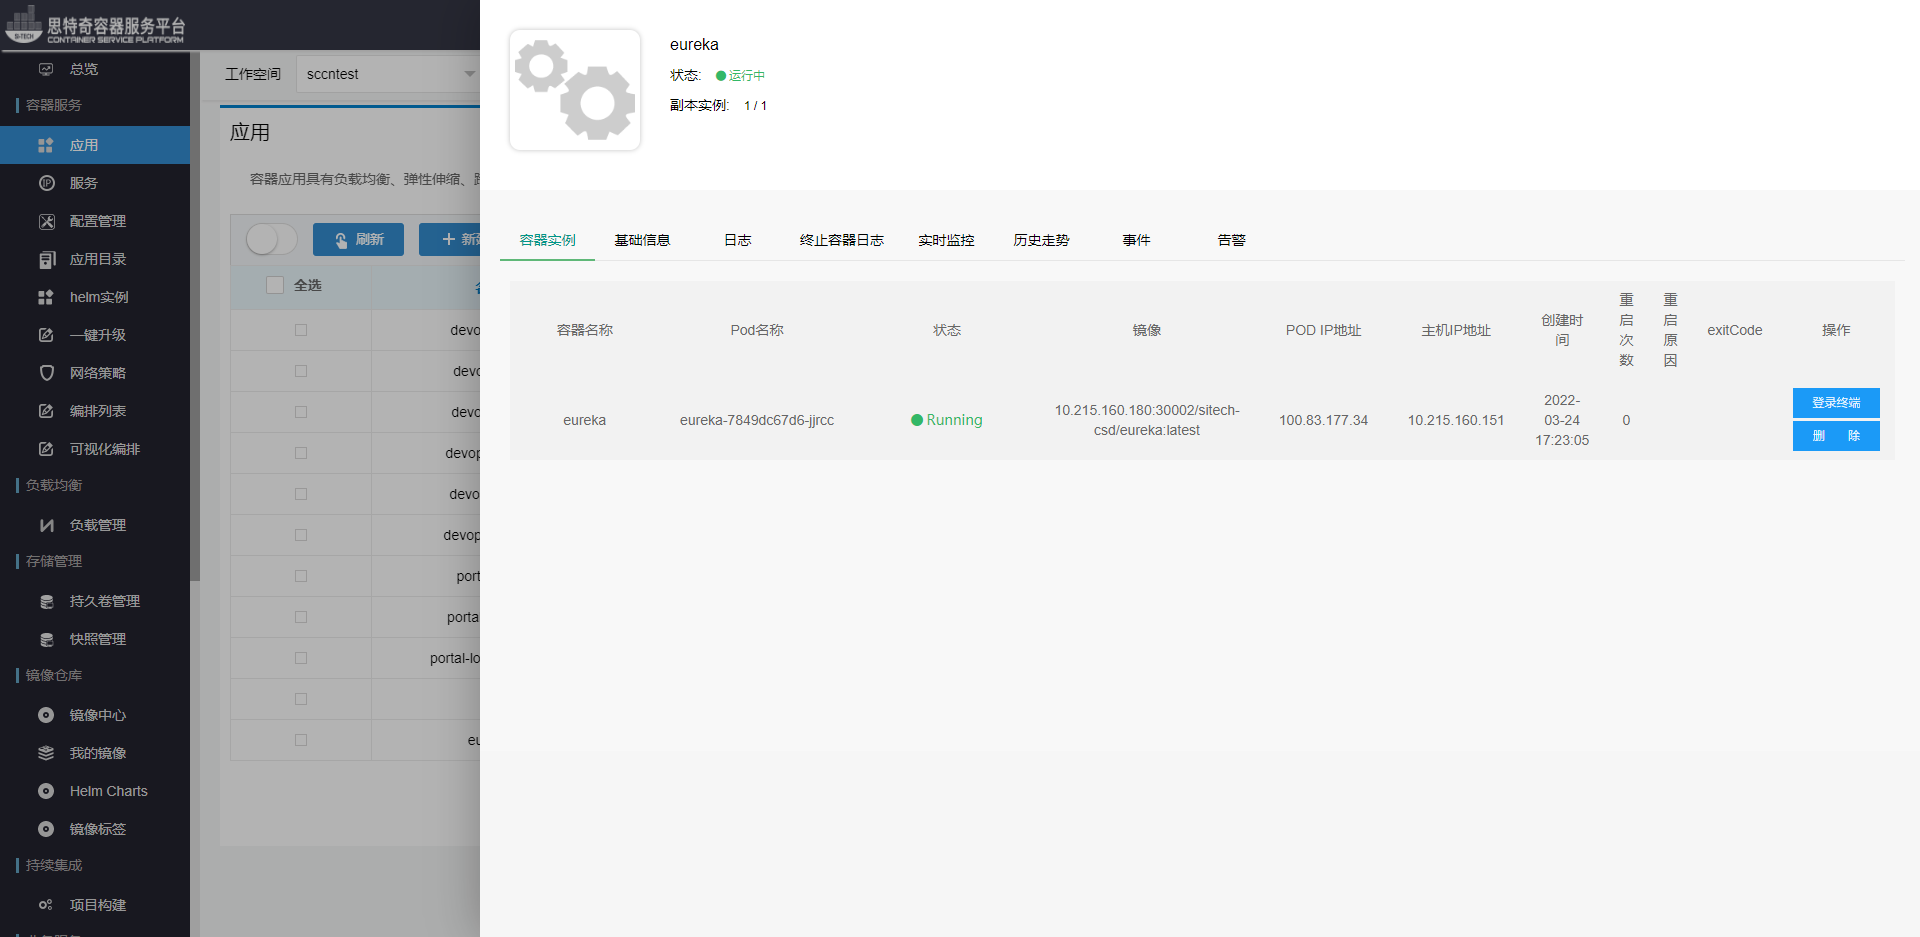 思特奇容器服务平台
SI-TECH
CONTAINER SERVICE PLATFORM
总览
容器服务
应用
服务
配置管理
应用目录
helm实例
一键升级
网络策略
编排列表
可视化编排
负载均衡
负载管理
存储管理
持久卷管理
快照管理
镜像仓库
镜像中心
我的镜像
Helm Charts
镜像标签
持续集成
项目构建
工作空间
sccntest
应用
容器应用具有负载均衡、弹性伸缩、
刷新
新
全选
devo
dev
devo
devop
devo
devop
port
porta
portal-lo
eu
eureka
状态: 运行中
副本实例: 1 / 1
容器实例 基础信息 日志 终止容器日志 实时监控 历史走势 事件 告警
容器名称 Pod名称 状态 镜像 POD IP地址 主机IP地址 创建时间 重启次数 重启原因 exitCode 操作
eureka eureka-7849dc67d6-jjrcc Running 10.215.160.180:30002/sitech-csd/eureka:latest 100.83.177.34 10.215.160.151 2022-03-24 17:23:05 0
登录终端
删 除